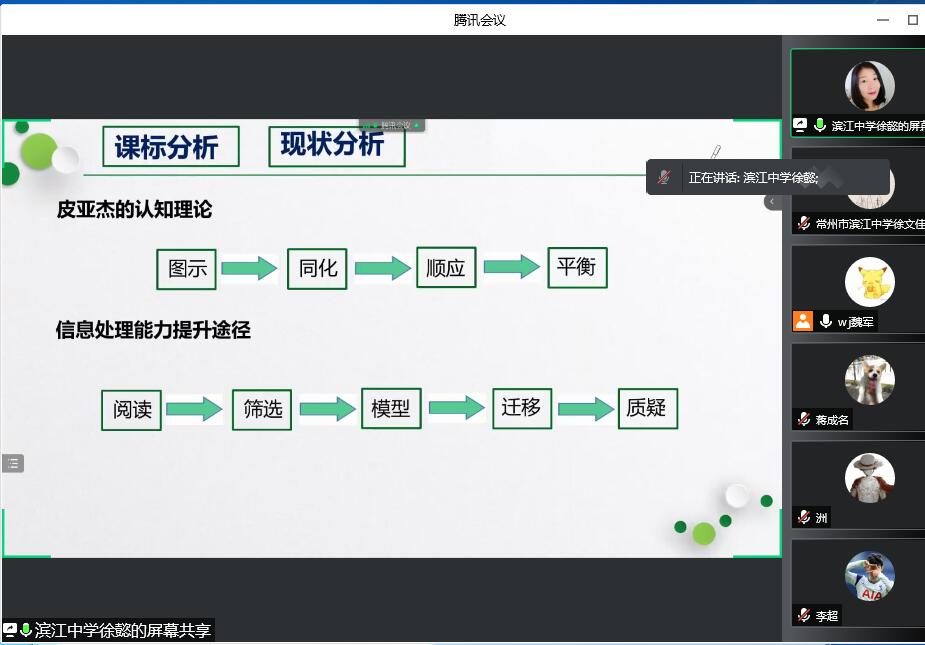 腾讯会议
腾讯会议
课标分析
现状分析
皮亚杰的认知理论
图示
同化
顺应
平衡
信息处理能力提升途径
阅读
筛选
模型
迁移
质疑
正在讲话: 滨江中学徐懿;
滨江中学徐懿的屏幕共享
滨江中学徐懿的屏
常州市滨江中学徐文佳
wj魏军
蒋成名
洲
AIA
李超